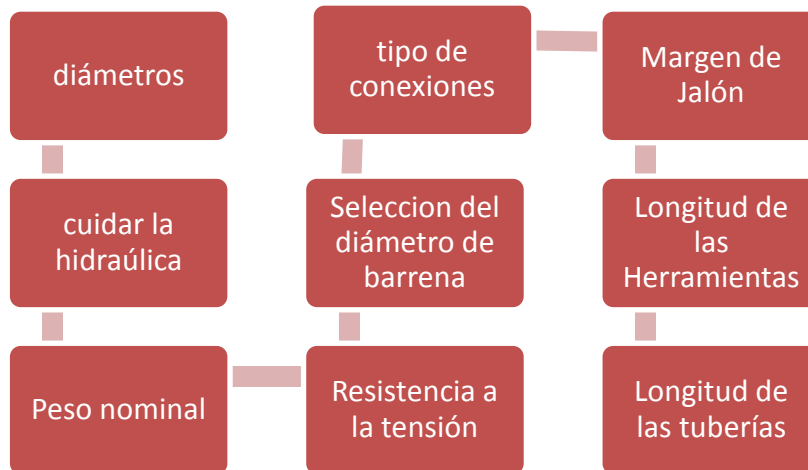 diámetros
cuidar la
hidraúlica
Peso nominal
Resistencia a
la tensión
Seleccion del
diámetro de
barrena
tipo de
conexiones
Margen de
Jalón
Longitud de
las
Herramientas
Longitud de
las tuberías